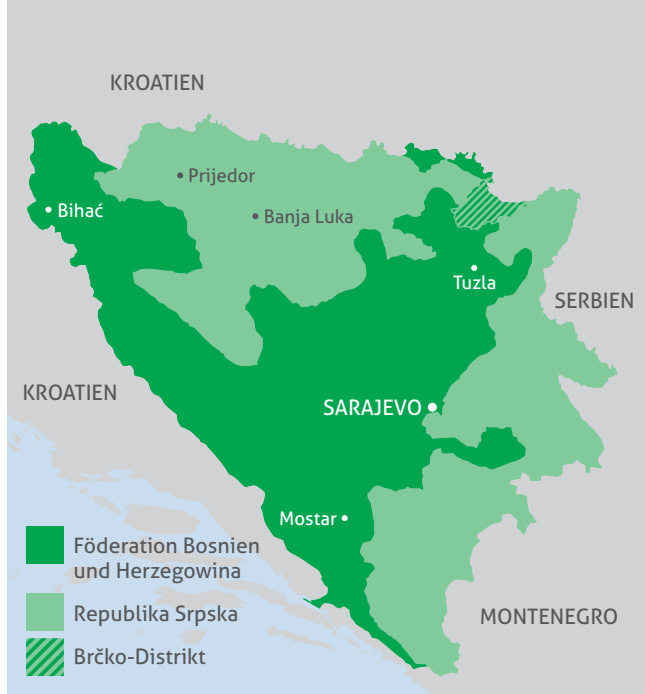 KROATIEN
Prijedor
Bihać
Banja Luka
Tuzla
SERBIEN
KROATIEN
SARAJEVO
Mostar
Föderation Bosnien
und Herzegowina
Republika Srpska
MONTENEGRO
Brčko-Distrikt